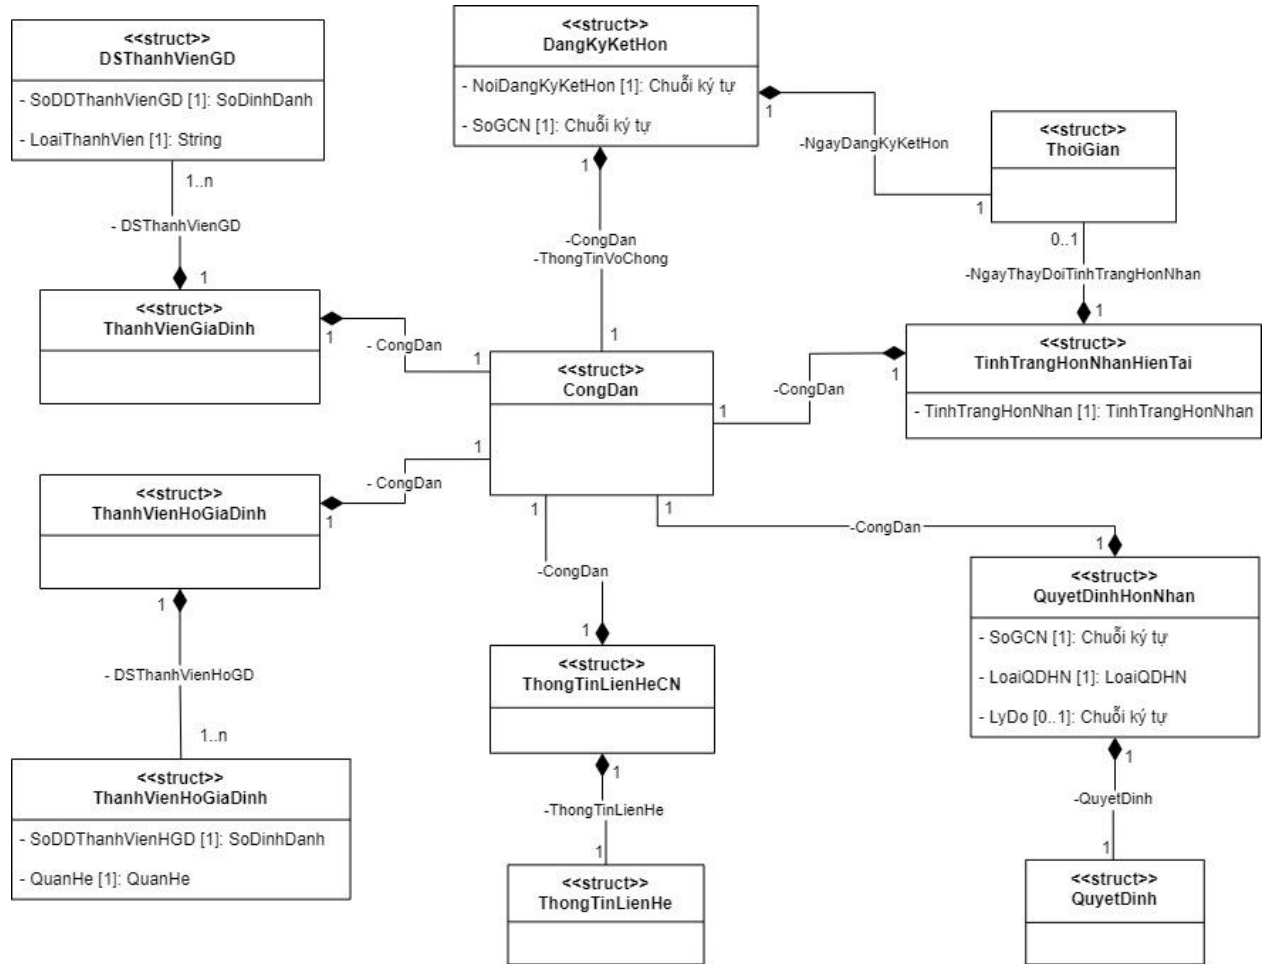 <<struct>>
DSThanhVienGD
- SoDDThanhVienGD [1]: SoDinhDanh
- LoaiThanhVien [1]: String
1..n
- DSThanhVienGD
1
<<struct>>
ThanhVienGiaDinh
1
- CongDan
1
<<struct>>
DangKyKetHon
- NoiDangKyKetHon [1]: Chuỗi ký tự
- SoGCN [1]: Chuỗi ký tự
1
-NgayDangKyKetHon
1
<<struct>>
ThoiGian
1
-CongDan
-ThongTinVoChong
1
0..1
-NgayThayDoiTinhTrangHonNhan
1
<<struct>>
TinhTrangHonNhanHienTai
- TinhTrangHonNhan [1]: TinhTrangHonNhan
1
-CongDan
1
<<struct>>
CongDan
1
- CongDan
1
<<struct>>
ThanhVienHoGiaDinh
1
- DSThanhVienHoGD
1..n
<<struct>>
ThanhVienHoGiaDinh
- SoDDThanhVienHGD [1]: SoDinhDanh
- QuanHe [1]: QuanHe
1
-CongDan
1
<<struct>>
ThongTinLienHeCN
1
-ThongTinLienHe
1
<<struct>>
ThongTinLienHe
1
-CongDan
1
<<struct>>
QuyetDinhHonNhan
- SoGCN [1]: Chuỗi ký tự
- LoaiQDHN [1]: LoaiQDHN
- LyDo [0..1]: Chuỗi ký tự
1
-QuyetDinh
1
<<struct>>
QuyetDinh